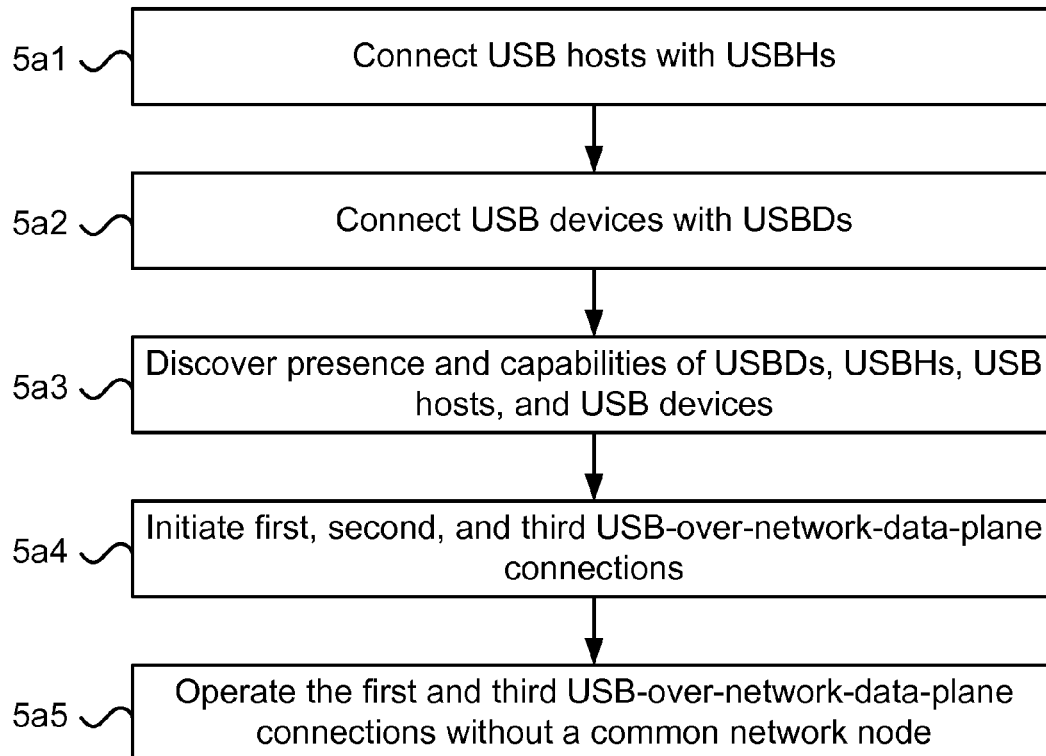 5a1
Connect USB hosts with USBHs
5a2
Connect USB devices with USBDs
5a3
Discover presence and capabilities of USBDs, USBHs, USB
hosts, and USB devices
5a4
Initiate first, second, and third USB-over-network-data-plane
connections
5a5
Operate the first and third USB-over-network-data-plane
connections without a common network node